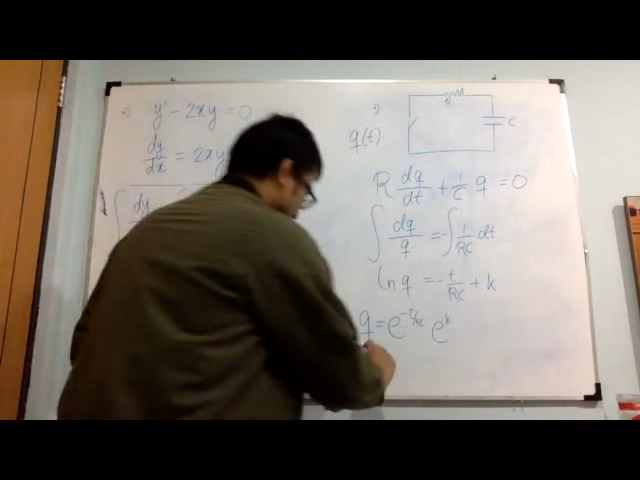 y' - 2xy = 0
dy/dx = 2xy
∫ dy
q(t)
C
R dq/dt + 1/C q = 0
∫ dq/q = -∫ 1/RC dt
ln q = -t/RC + k
q = e^-t/RC e^k